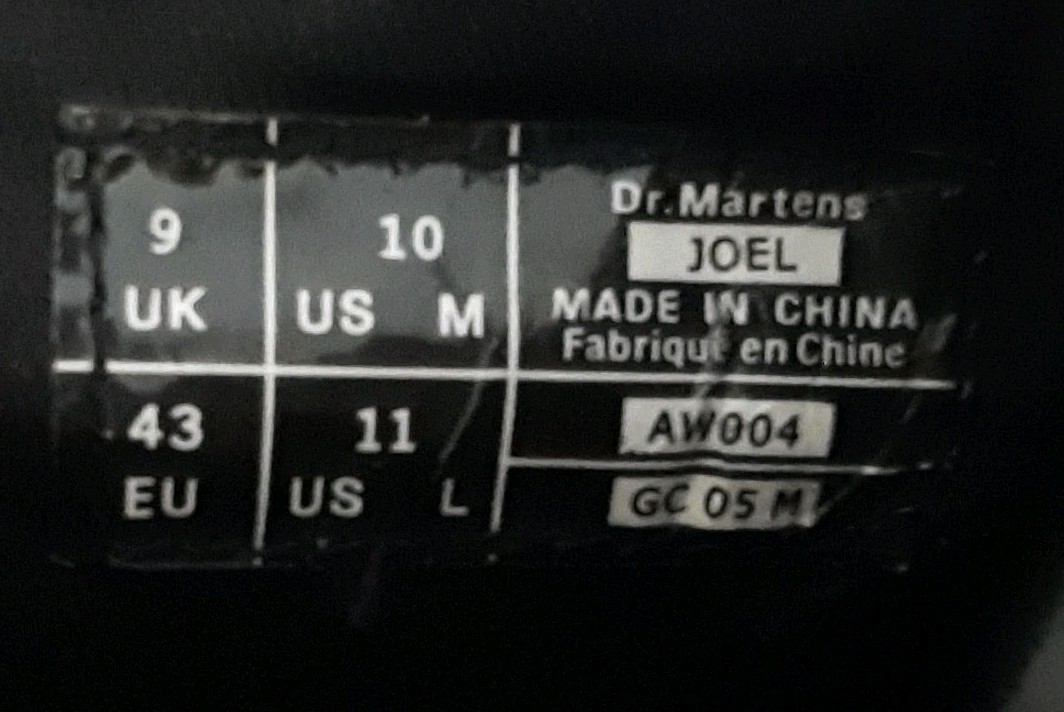 9
UK
10
US M
43
EU
11
US L
Dr.Martens
JOEL
MADE IN CHINA
Fabriqué en Chine
AW004
GC 05 M